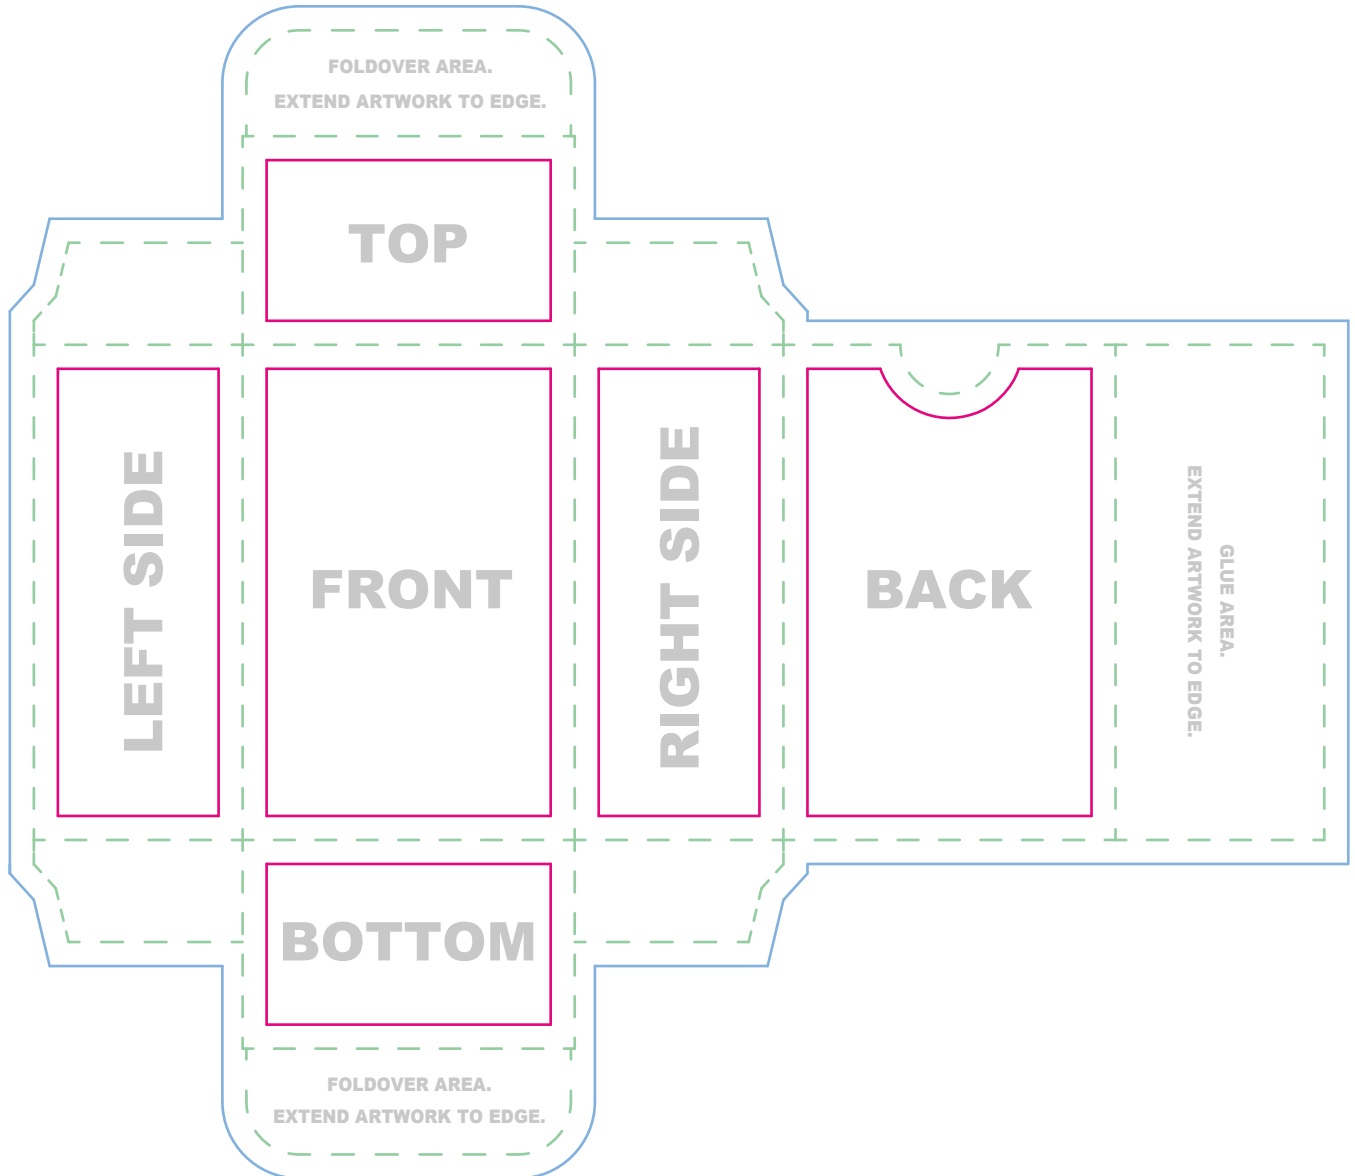 FOLDOVER AREA.
EXTEND ARTWORK TO EDGE.
TOP
LEFT SIDE
FRONT
RIGHT SIDE
BACK
GLUE AREA.
EXTEND ARTWORK TO EDGE.
BOTTOM
FOLDOVER AREA.
EXTEND ARTWORK TO EDGE.